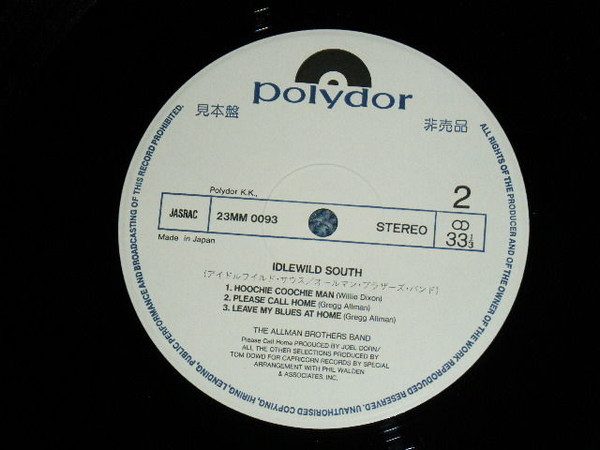 polydor
見本盤
非売品
Polydor K.K.,
2
JASRAC
23MM 0093
STEREO
33 1/3
Made in Japan
IDLEWILD SOUTH
[アイドルワイルド・サウス/オールマン・ブラザーズ・バンド]
1. HOOCHIE COOCHIE MAN (Willie Dixon)
2. PLEASE CALL HOME (Gregg Allman)
3. LEAVE MY BLUES AT HOME (Gregg Allman)
THE ALLMAN BROTHERS BAND
Please Call Home PRODUCED BY JOEL DORN/
ALL THE OTHER SELECTIONS PRODUCED BY
TOM DOWD FOR CAPRICORN RECORDS BY SPECIAL
ARRANGEMENT WITH PHIL WALDEN
& ASSOCIATES, INC.
ALL RIGHTS OF THE PRODUCER AND OF THE OWNER OF THE WORK REPRODUCED RESERVED. UNAUTHORISED COPYING, HIRING, LENDING, PUBLIC PERFORMANCE AND BROADCASTING OF THIS RECORD PROHIBITED.